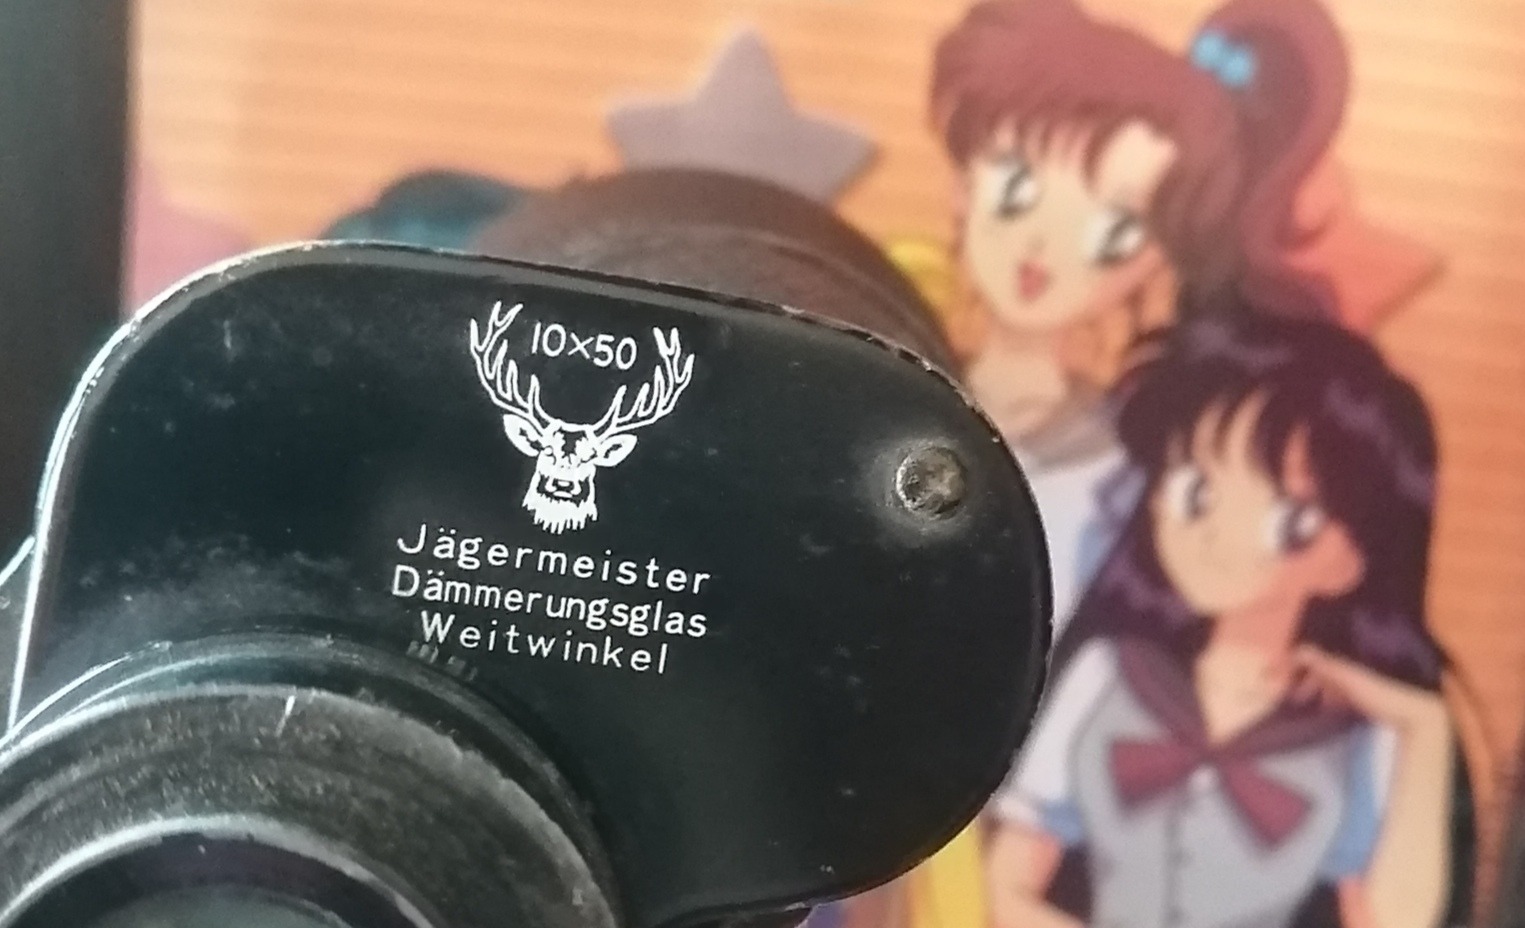 10×50
Jägermeister
Dämmerungsglas
Weitwinkel